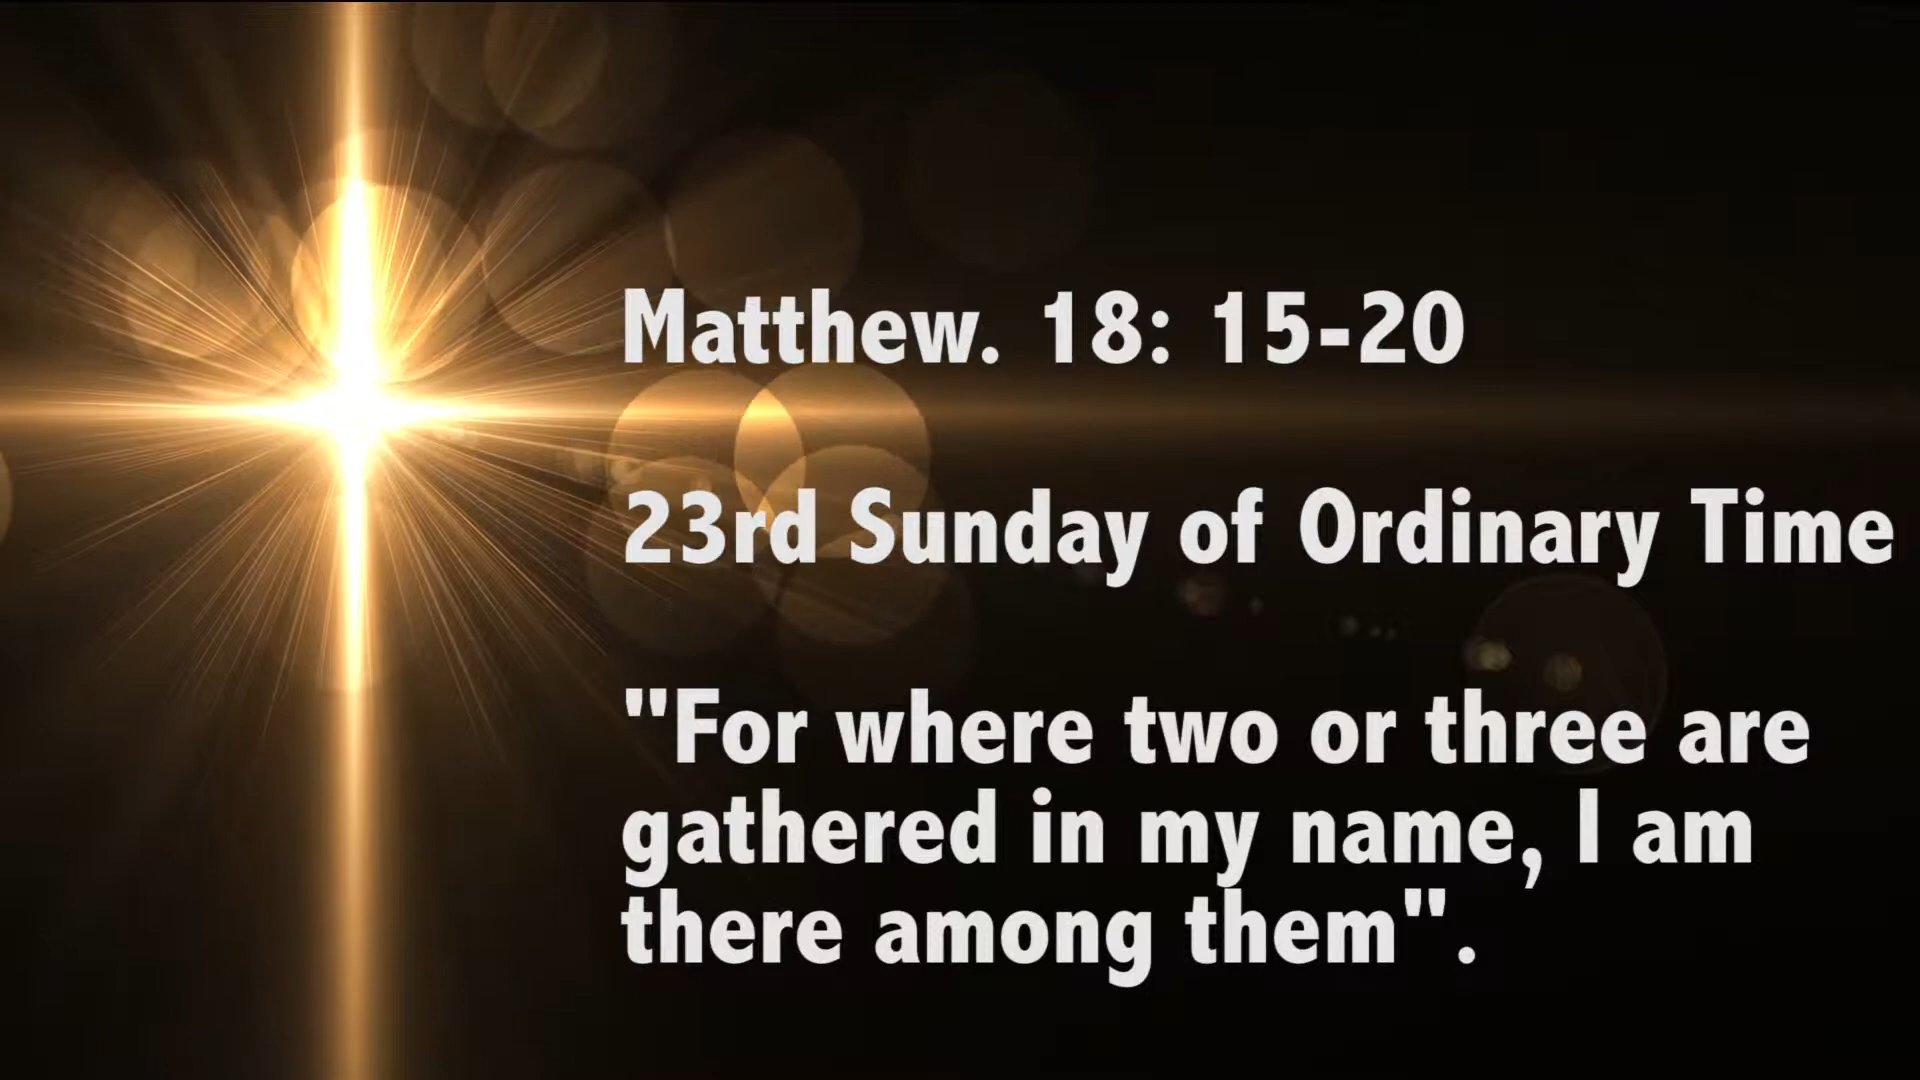 Matthew. 18: 15-20
23rd Sunday of Ordinary Time
"For where two or three are
gathered in my name, I am
there among them".